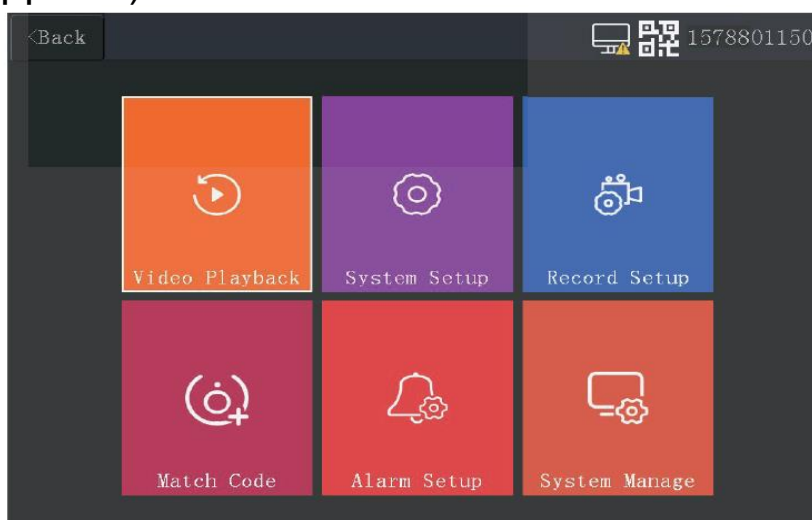 <Back 1578801150
Video Playback System Setup Record Setup
Match Code Alarm Setup System Manage